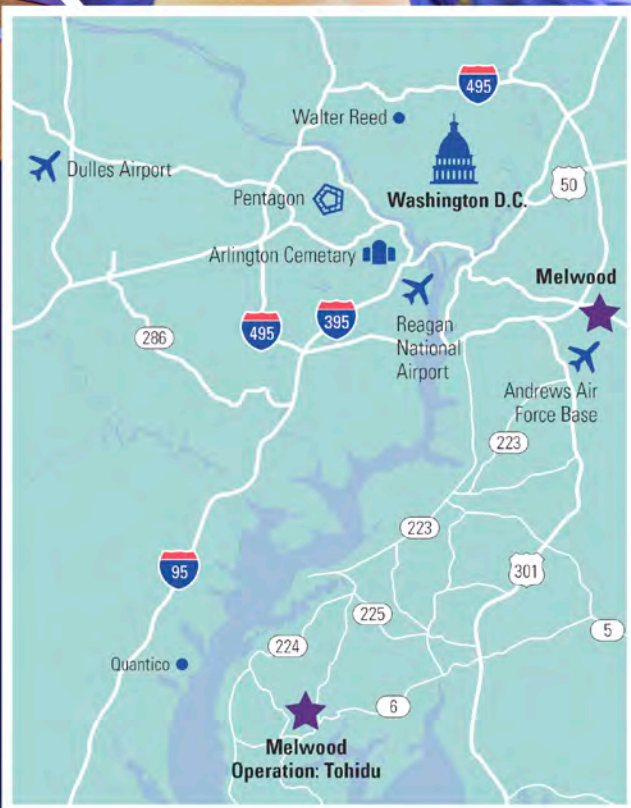 495
Walter Reed
Dulles Airport
Washington D.C.
50
Pentagon
Arlington Cemetary
Melwood
286
495
395
Reagan
National
Airport
Andrews Air
Force Base
223
223
301
95
225
5
224
Quantico
6
Melwood
Operation: Tohidu